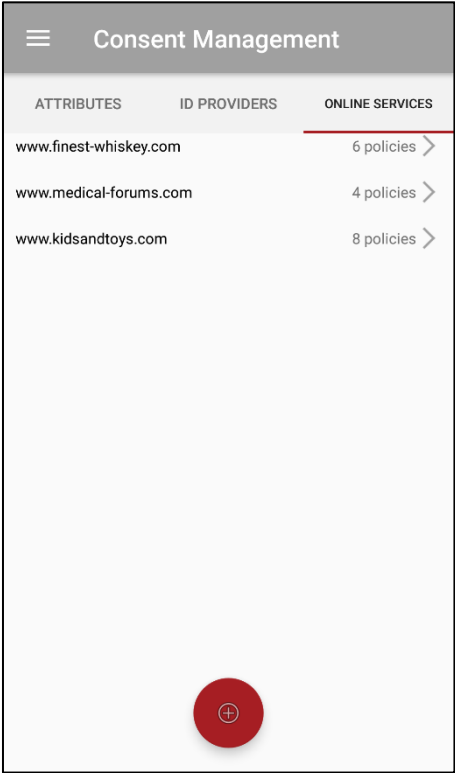 Consent Management
ATTRIBUTES ID PROVIDERS ONLINE SERVICES
www.finest-whiskey.com 6 policies
www.medical-forums.com 4 policies
www.kidsandtoys.com 8 policies